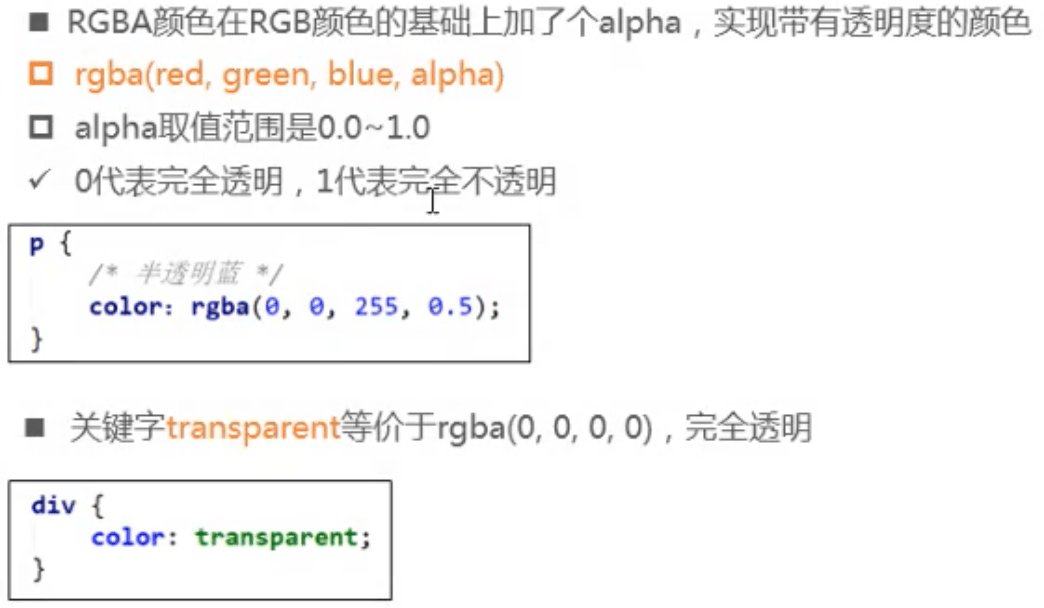 RGBA颜色在RGB颜色的基础上加了个alpha，实现带有透明度的颜色
rgba(red, green, blue, alpha)
alpha取值范围是0.0~1.0
0代表完全透明，1代表完全不透明
p {
/* 半透明蓝 */
color: rgba(0, 0, 255, 0.5);
}
关键字transparent等价于rgba(0, 0, 0, 0)，完全透明
div {
color: transparent;
}